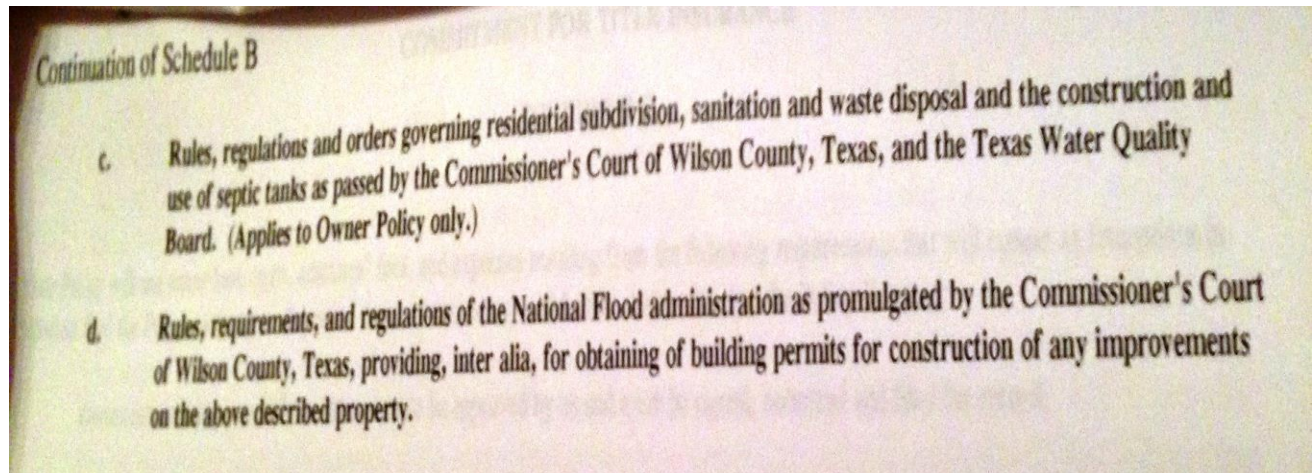 COMMITMENT FOR TITLE INSURANCE
Continuation of Schedule B
c. Rules, regulations and orders governing residential subdivision, sanitation and waste disposal and the construction and
use of septic tanks as passed by the Commissioner's Court of Wilson County, Texas, and the Texas Water Quality
Board. (Applies to Owner Policy only.)
d. Rules, requirements, and regulations of the National Flood administration as promulgated by the Commissioner's Court
of Wilson County, Texas, providing, inter alia, for obtaining of building permits for construction of any improvements
on the above described property.